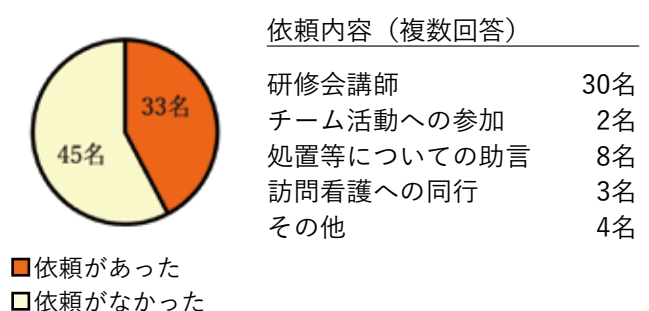 33名
45名
■依頼があった
□依頼がなかった
依頼内容（複数回答）
研修会講師 30名
チーム活動への参加 2名
処置等についての助言 8名
訪問看護への同行 3名
その他 4名